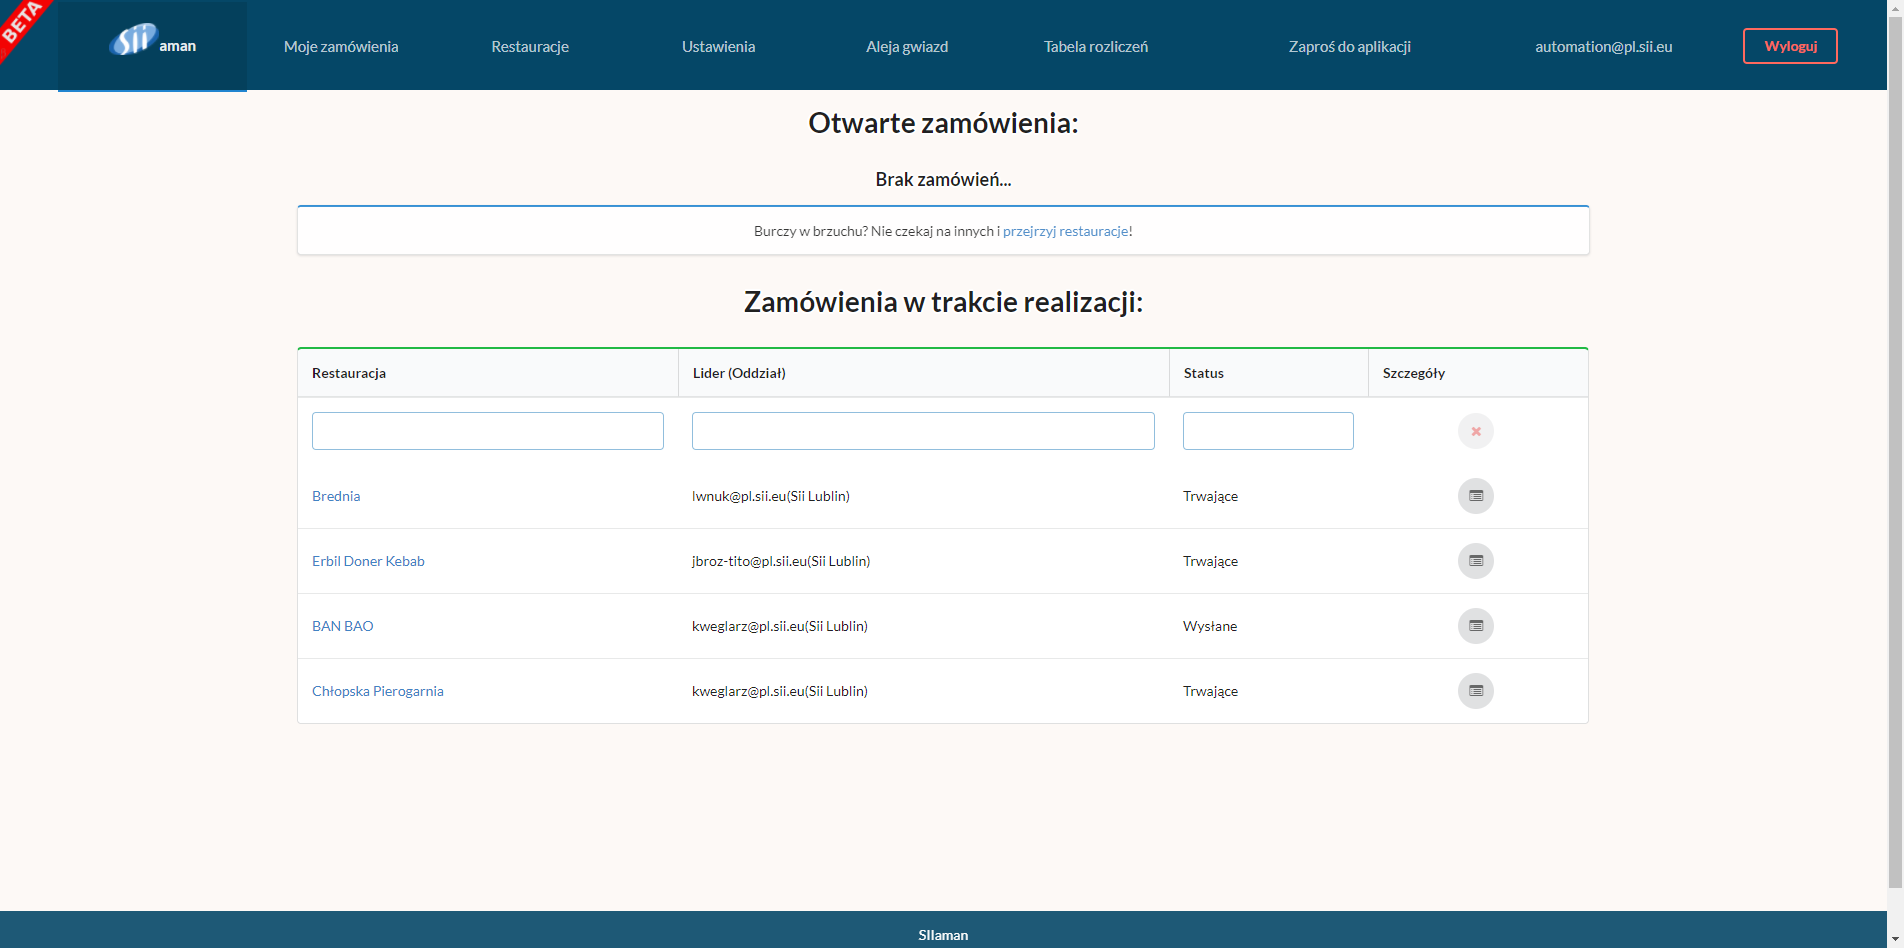 BETA
Sii aman
Moje zamówienia
Restauracje
Ustawienia
Aleja gwiazd
Tabela rozliczeń
Zaproś do aplikacji
automation@pl.sii.eu
Wyloguj
Otwarte zamówienia:
Brak zamówień...
Burczy w brzuchu? Nie czekaj na innych i przejrzyj restauracje!
Zamówienia w trakcie realizacji:
Restauracja Lider (Oddział) Status Szczegóły
Brednia lwnuk@pl.sii.eu(Sii Lublin) Trwające
Erbil Doner Kebab jbroz-tito@pl.sii.eu(Sii Lublin) Trwające
BAN BAO kweglarz@pl.sii.eu(Sii Lublin) Wysłane
Chłopska Pierogarnia kweglarz@pl.sii.eu(Sii Lublin) Trwające
SIIaman